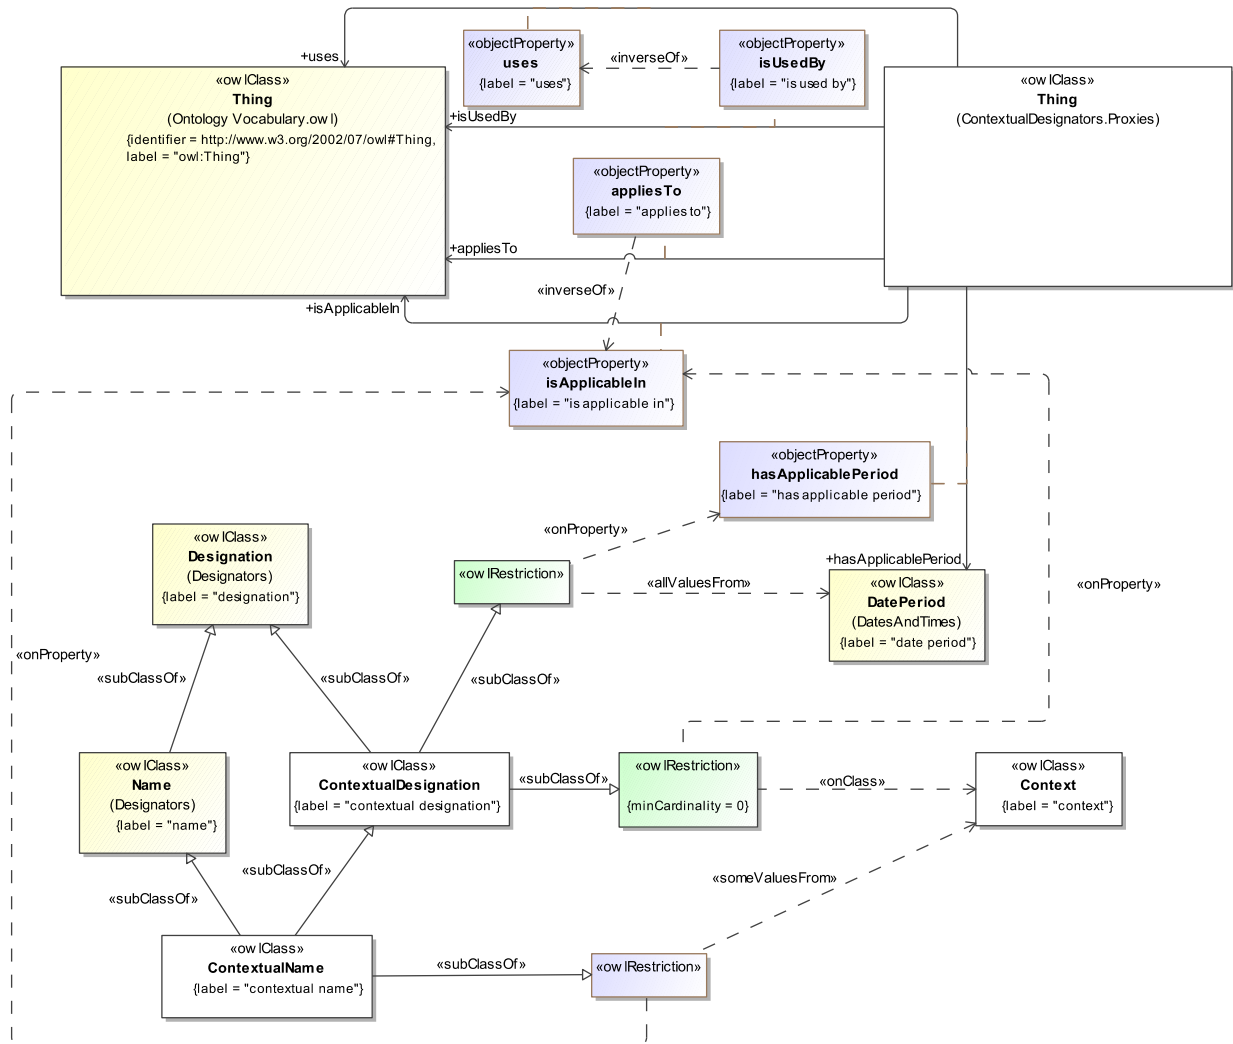 «objectProperty»
uses
{label = "uses"}
«inverseOf»
«objectProperty»
isUsedBy
{label = "is used by"}
+uses
«owlClass»
Thing
(Ontology Vocabulary.owl)
{identifier = http://www.w3.org/2002/07/owl#Thing,
label = "owl:Thing"}
«owlClass»
Thing
(ContextualDesignators.Proxies)
+isUsedBy
«objectProperty»
appliesTo
{label = "applies to"}
+appliesTo
«inverseOf»
+isApplicableIn
«objectProperty»
isApplicableIn
{label = "is applicable in"}
«objectProperty»
hasApplicablePeriod
{label = "has applicable period"}
«onProperty»
«owlClass»
Designation
(Designators)
{label = "designation"}
«owlRestriction»
«allValuesFrom»
+hasApplicablePeriod
«owlClass»
DatePeriod
(DatesAndTimes)
{label = "date period"}
«onProperty»
«onProperty»
«subClassOf»
«subClassOf»
«subClassOf»
«owlClass»
Name
(Designators)
{label = "name"}
«owlClass»
ContextualDesignation
{label = "contextual designation"}
«subClassOf»
«owlRestriction»
{minCardinality = 0}
«onClass»
«owlClass»
Context
{label = "context"}
«subClassOf»
«subClassOf»
«someValuesFrom»
«owlClass»
ContextualName
{label = "contextual name"}
«subClassOf»
«owlRestriction»